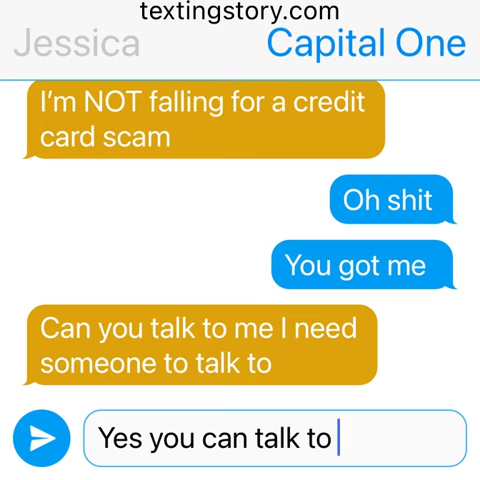 textingstory.com
Jessica Capital One
I’m NOT falling for a credit
card scam
Oh shit
You got me
Can you talk to me I need
someone to talk to
Yes you can talk to